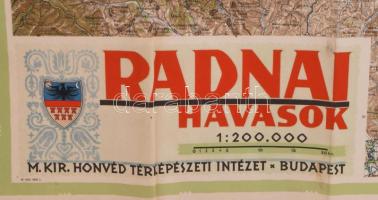 RADNAI
HAVASOK
1:200.000
M. KIR. HONVÉD TÉRKÉPÉSZETI INTÉZET × BUDAPEST